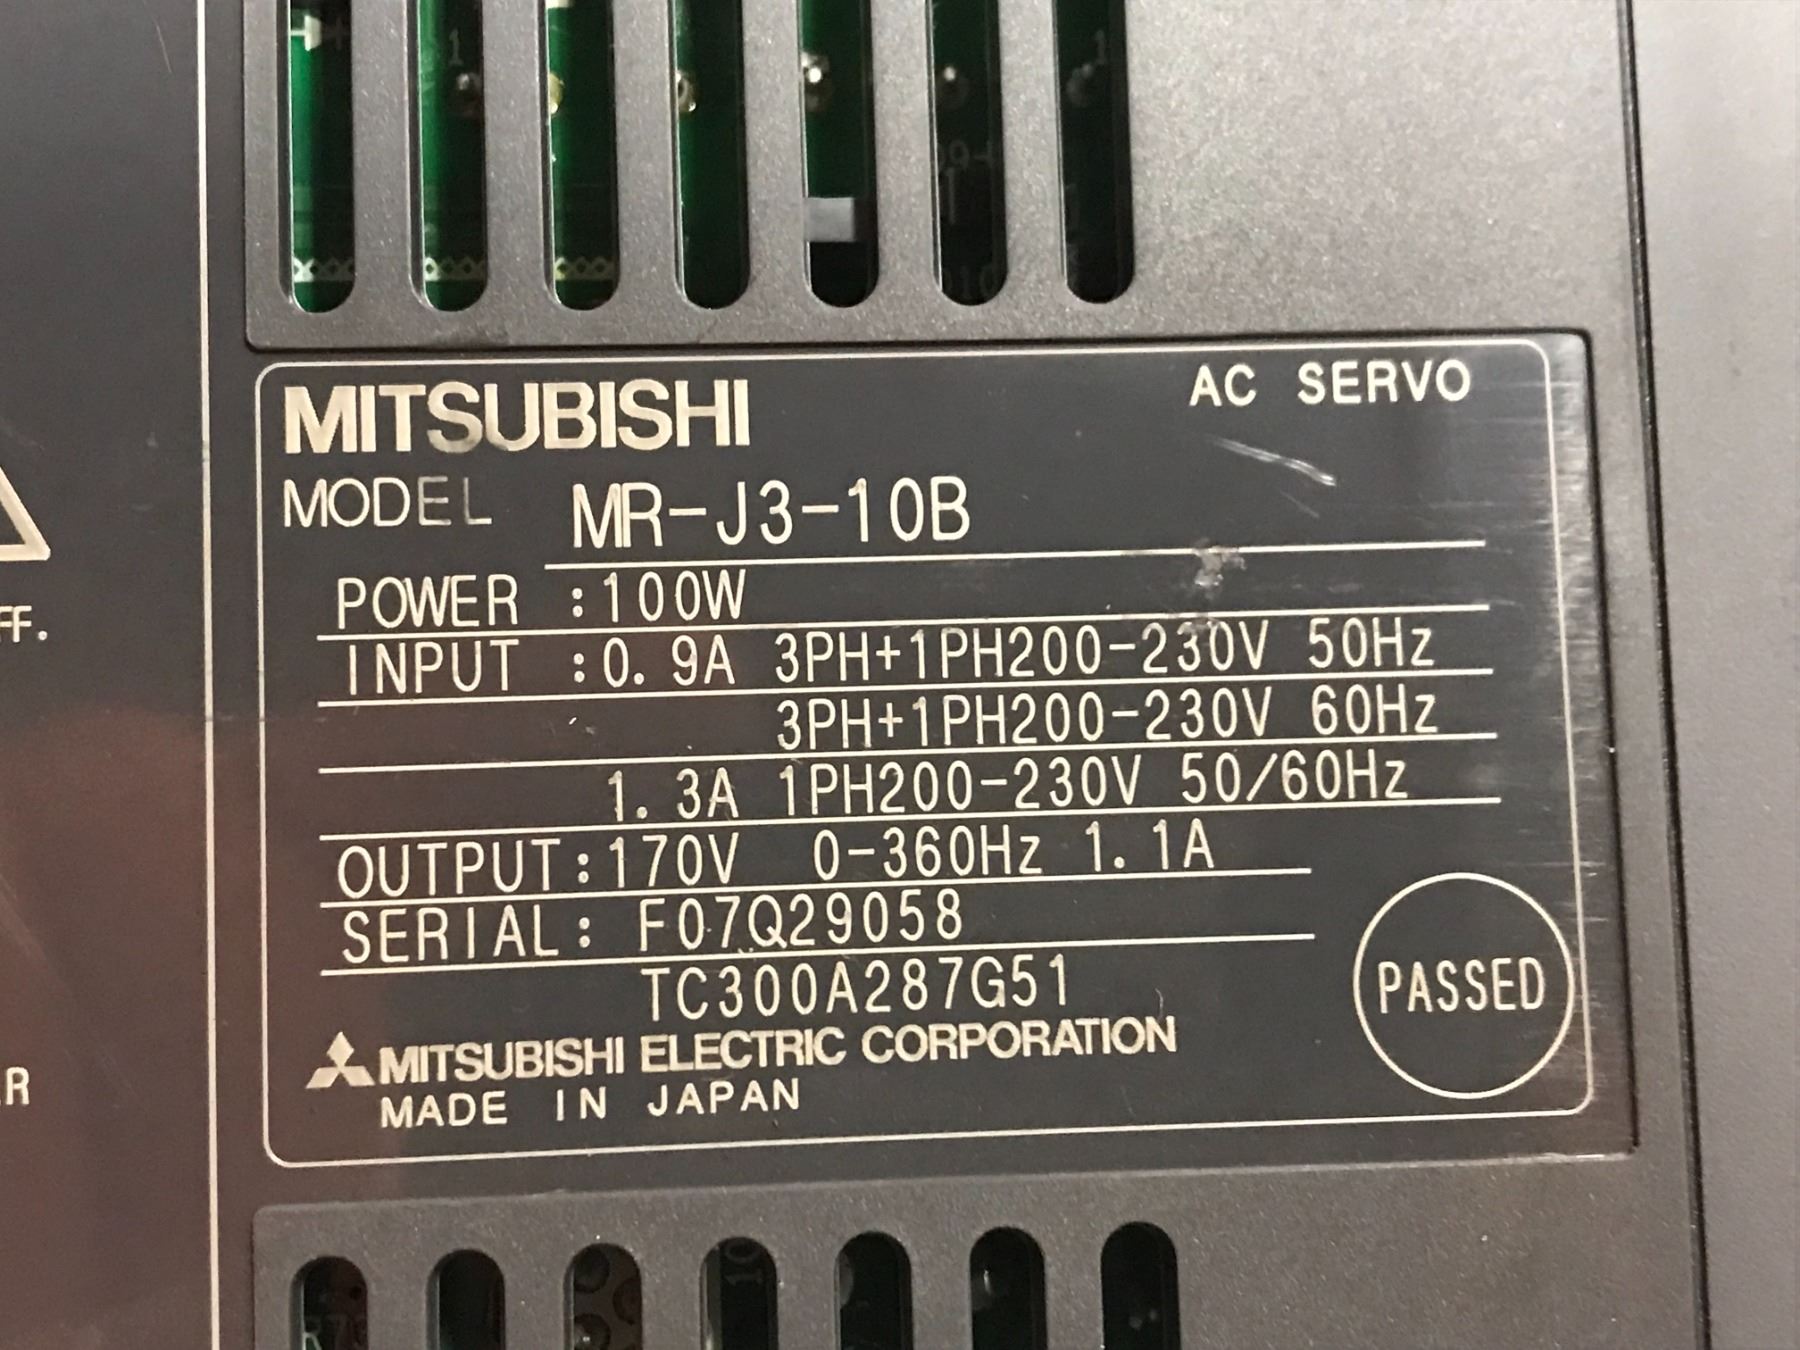 AC SERVO
MITSUBISHI
MODEL MR-J3-10B
POWER :100W
INPUT :0.9A 3PH+1PH200-230V 50Hz
3PH+1PH200-230V 60Hz
1.3A 1PH200-230V 50/60Hz
OUTPUT:170V 0-360Hz 1.1A
SERIAL: F07Q29058
TC300A287G51
PASSED
MITSUBISHI ELECTRIC CORPORATION
MADE IN JAPAN